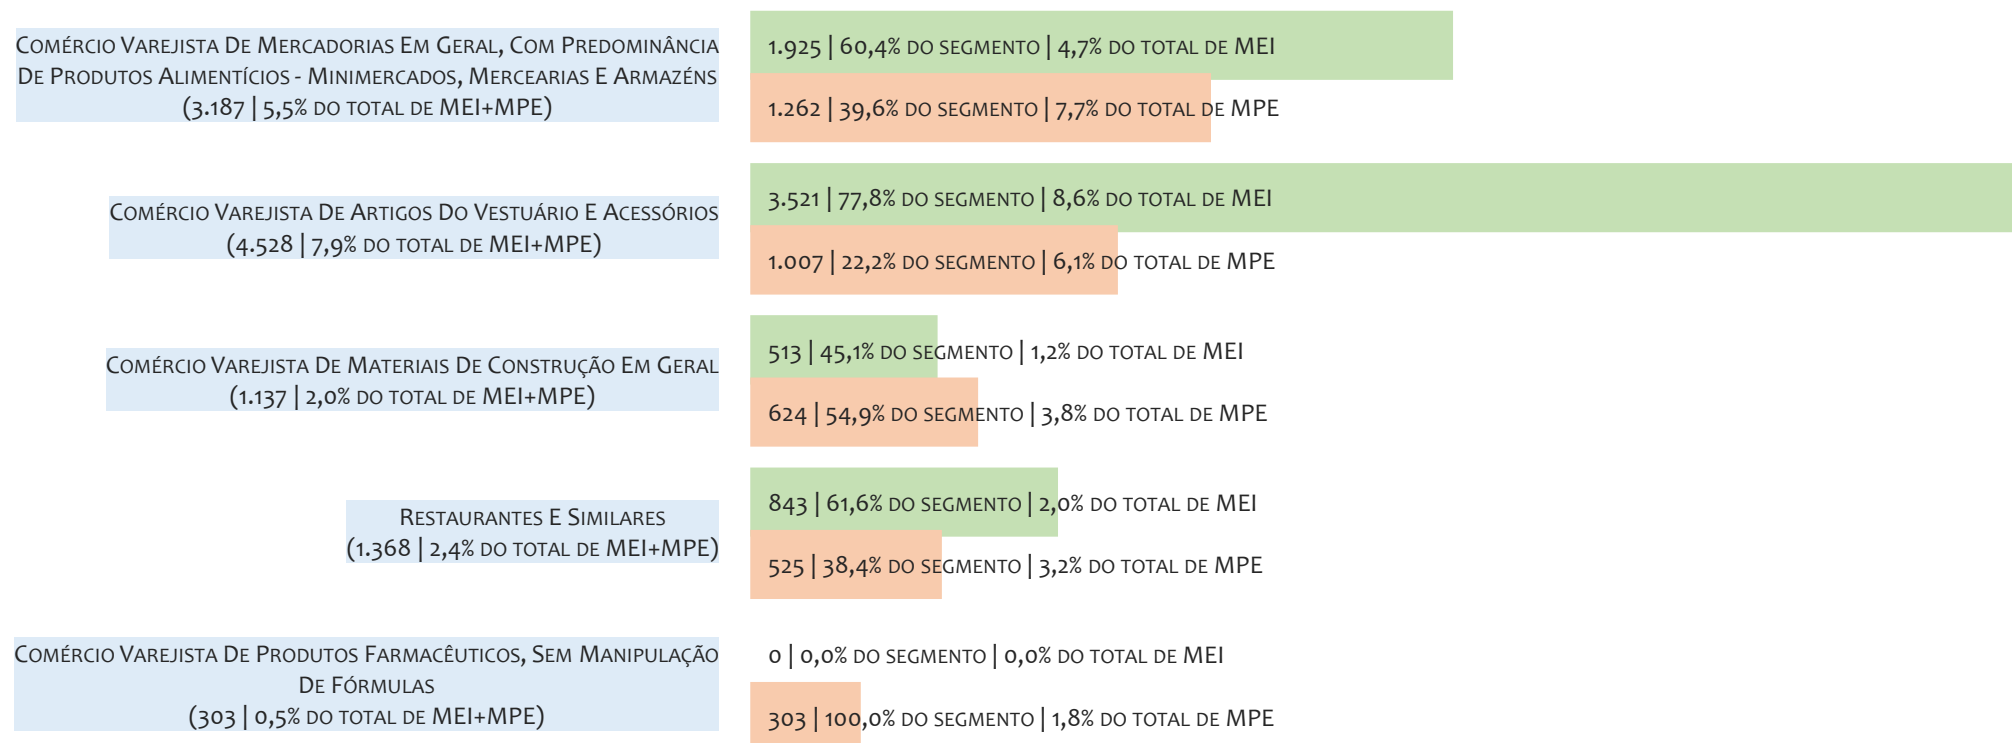 Comércio Varejista De Mercadorias Em Geral, Com Predominância
De Produtos Alimentícios - Minimercados, Mercearias E Armazéns
(3.187 | 5,5% do total de MEI+MPE)
1.925 | 60,4% do segmento | 4,7% do total de MEI
1.262 | 39,6% do segmento | 7,7% do total de MPE
Comércio Varejista De Artigos Do Vestuário E Acessórios
(4.528 | 7,9% do total de MEI+MPE)
3.521 | 77,8% do segmento | 8,6% do total de MEI
1.007 | 22,2% do segmento | 6,1% do total de MPE
Comércio Varejista De Materiais De Construção Em Geral
(1.137 | 2,0% do total de MEI+MPE)
513 | 45,1% do segmento | 1,2% do total de MEI
624 | 54,9% do segmento | 3,8% do total de MPE
Restaurantes E Similares
(1.368 | 2,4% do total de MEI+MPE)
843 | 61,6% do segmento | 2,0% do total de MEI
525 | 38,4% do segmento | 3,2% do total de MPE
Comércio Varejista De Produtos Farmacêuticos, Sem Manipulação
De Fórmulas
(303 | 0,5% do total de MEI+MPE)
0 | 0,0% do segmento | 0,0% do total de MEI
303 | 100,0% do segmento | 1,8% do total de MPE